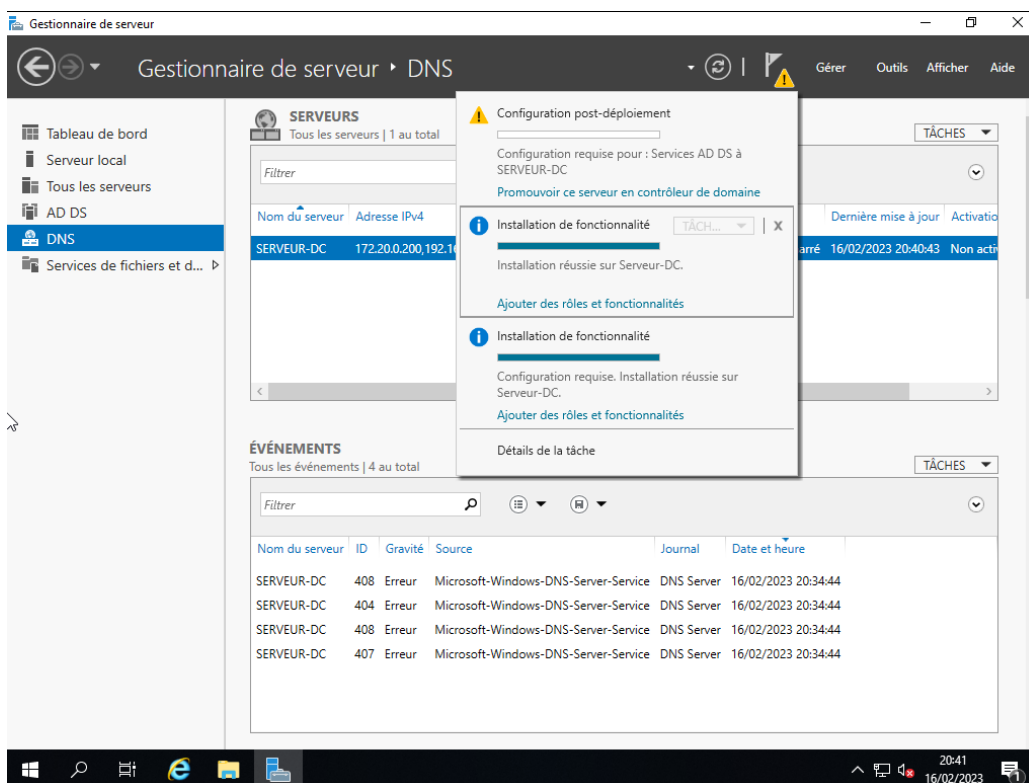 Gestionnaire de serveur
Gestionnaire de serveur ‣ DNS
Gérer Outils Afficher Aide
Tableau de bord
Serveur local
Tous les serveurs
AD DS
DNS
Services de fichiers et d...
SERVEURS
Tous les serveurs | 1 au total
TÂCHES
Filtrer
Nom du serveur Adresse IPv4 Dernière mise à jour
SERVEUR-DC 172.20.0.200,192.16 16/02/2023 20:40:43 Non
Configuration post-déploiement
Configuration requise pour : Services AD DS à
SERVEUR-DC
Promouvoir ce serveur en contrôleur de domaine
Installation de fonctionnalité TÂCH... X
Installation réussie sur Serveur-DC.
Ajouter des rôles et fonctionnalités
Installation de fonctionnalité
Configuration requise. Installation réussie sur
Serveur-DC.
Ajouter des rôles et fonctionnalités
Détails de la tâche
ÉVÉNEMENTS
Tous les événements | 4 au total
TÂCHES
Filtrer
Nom du serveur ID Gravité Source Journal Date et heure
SERVEUR-DC 408 Erreur Microsoft-Windows-DNS-Server-Service DNS Server 16/02/2023 20:34:44
SERVEUR-DC 404 Erreur Microsoft-Windows-DNS-Server-Service DNS Server 16/02/2023 20:34:44
SERVEUR-DC 408 Erreur Microsoft-Windows-DNS-Server-Service DNS Server 16/02/2023 20:34:44
SERVEUR-DC 407 Erreur Microsoft-Windows-DNS-Server-Service DNS Server 16/02/2023 20:34:44
20:41
16/02/2023